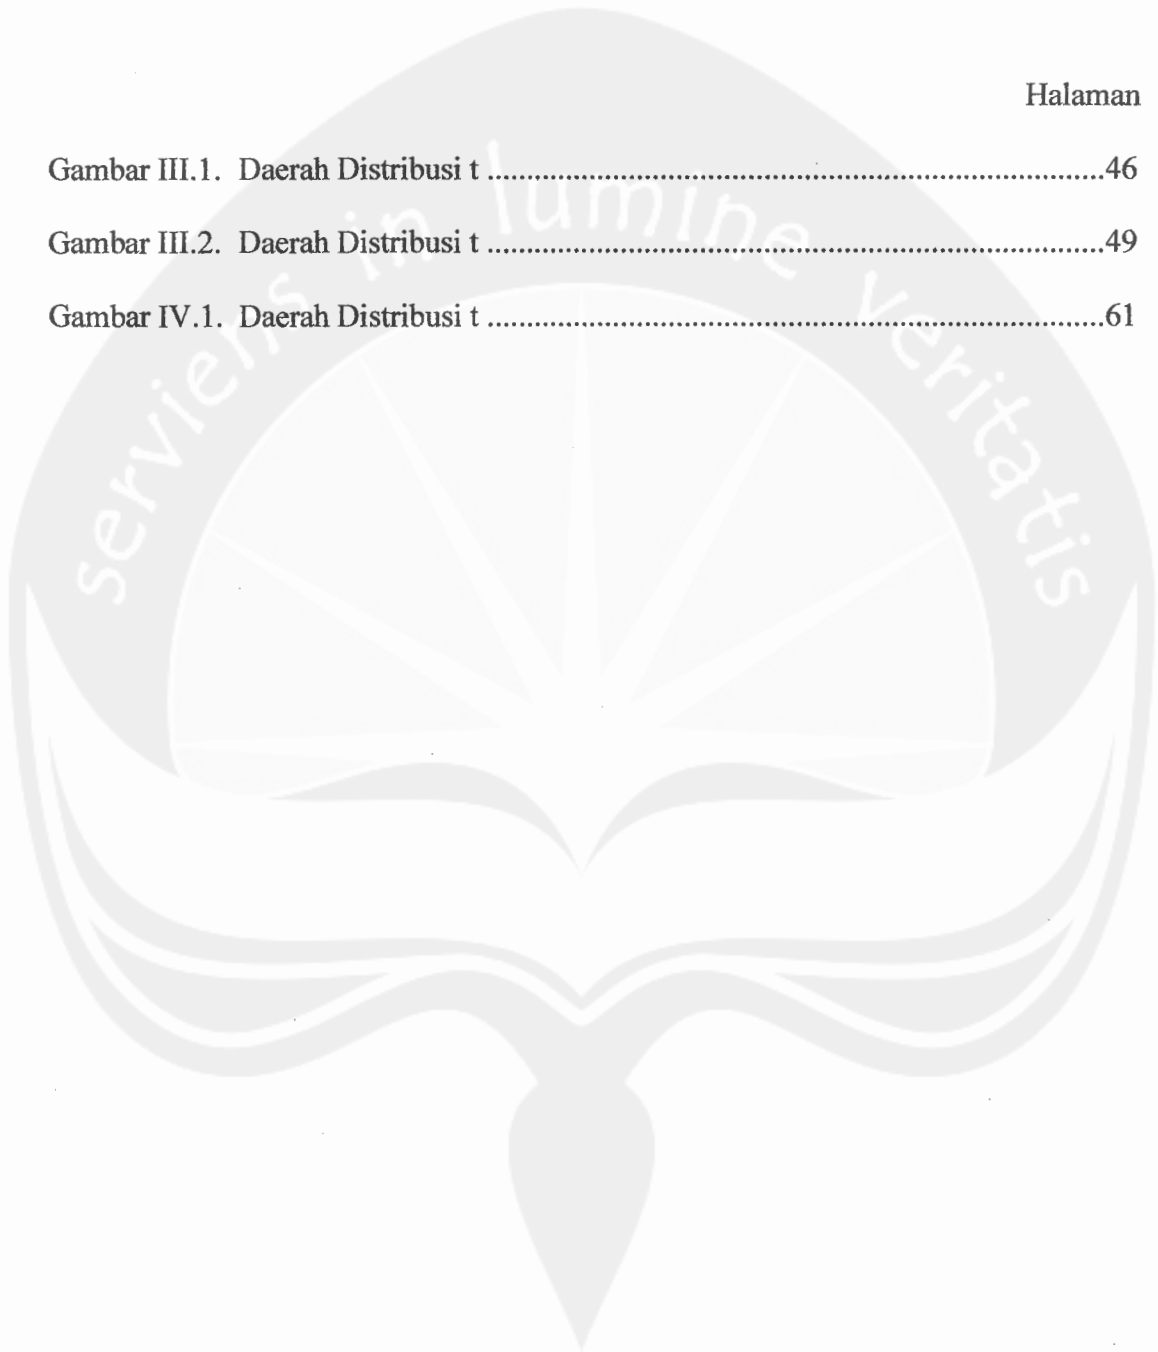 Halaman
Gambar III.1. Daerah Distribusi t ................................................................................46
Gambar III.2. Daerah Distribusi t ................................................................................49
Gambar IV.1. Daerah Distribusi t ................................................................................61
serviens in lumine veritatis